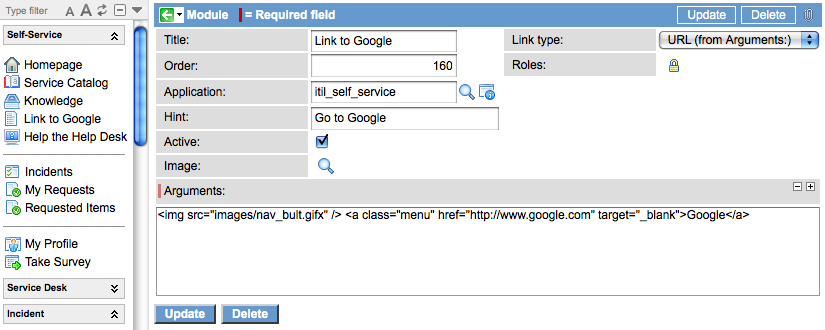 Type filter A A
Self-Service
Homepage
Service Catalog
Knowledge
Link to Google
Help the Help Desk
Incidents
My Requests
Requested Items
My Profile
Take Survey
Service Desk
Incident
Module = Required field Update Delete
Title: Link to Google Link type: URL (from Arguments:)
Order: 160 Roles:
Application: itil_self_service
Hint: Go to Google
Active:
Image:
Arguments:
<img src="images/nav_bult.gifx" /> <a class="menu" href="http://www.google.com" target="_blank">Google</a>
Update Delete